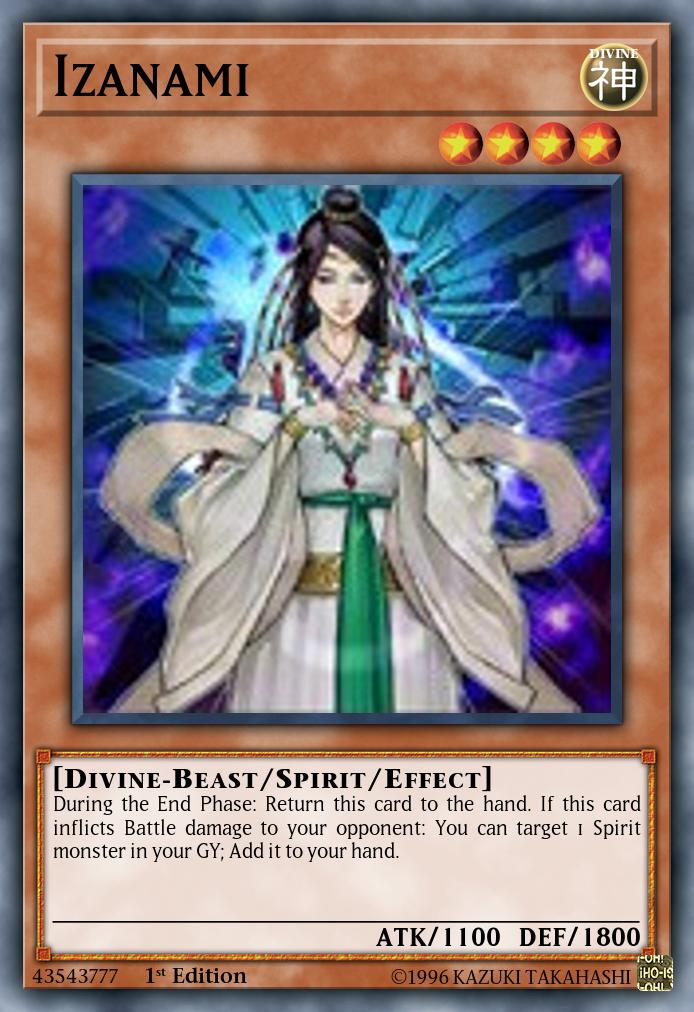 Izanami
DIVINE
神
[Divine-Beast/Spirit/Effect]
During the End Phase: Return this card to the hand. If this card
inflicts Battle damage to your opponent: You can target 1 Spirit
monster in your GY; Add it to your hand.
ATK/1100 DEF/1800
43543777 1st Edition ©1996 KAZUKI TAKAHASHI